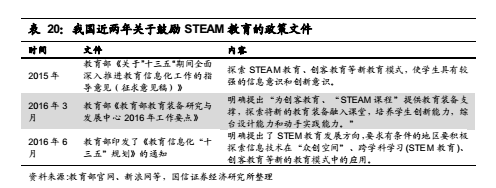 表 20：我国近两年关于鼓励 STEAM 教育的政策文件
时间 文件 内容
2015 年 教育部《关于"十三五"期间全面深入推进教育信息化工作的指导意见（征求意见稿）》 探索 STEAM 教育、创客教育等新教育模式，使学生具有较强的信息意识和创新意识。
2016 年 3 月 教育部《教育部教育装备研究与发展中心 2016 年工作要点》 明确提出"为创客教育、"STEAM 课程"提供教育装备支撑，探索将新的教育装备融入课堂，培养学生创新能力，综合设计能力和动手实践能力。"
2016 年 6 月 教育部印发了《教育信息化"十三五"规划》的通知 明确提出了 STEM 教育发展方向,要求有条件的地区要积极探索信息技术在"众创空间"、跨学科学习(STEM 教育)、创客教育等新的教育模式中的应用。
资料来源:教育部官网、新浪网等，国信证券经济研究所整理